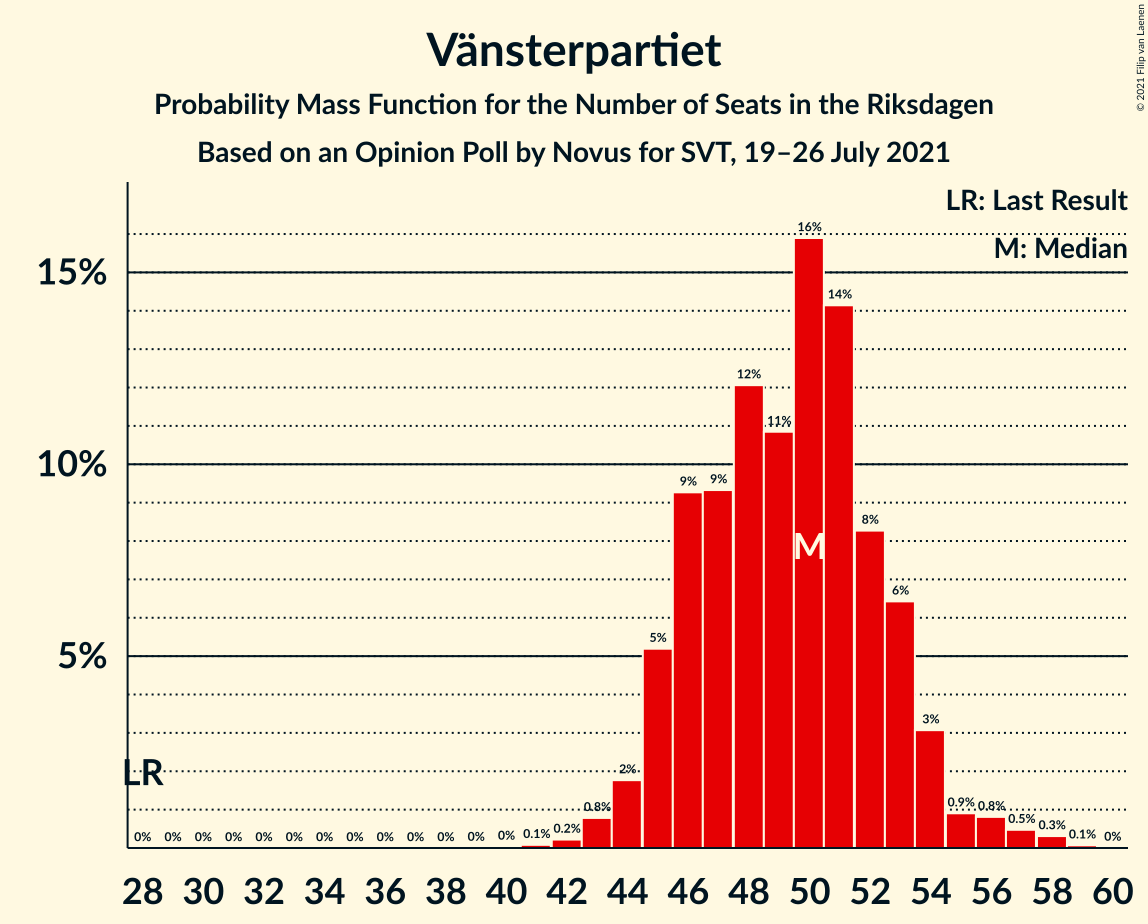 Vänsterpartiet
Probability Mass Function for the Number of Seats in the Riksdagen
Based on an Opinion Poll by Novus for SVT, 19–26 July 2021
© 2021 Filip van Laenen
LR: Last Result
M: Median
15%
10%
5%
16%
14%
12%
11%
9% 9%
8%
6%
5%
3%
2%
0.8%
0.9% 0.8%
0.5% 0.3%
0% 0% 0% 0% 0% 0% 0% 0% 0% 0% 0% 0% 0% 0.1% 0.2%
0.1% 0%
M
LR
28 30 32 34 36 38 40 42 44 46 48 50 52 54 56 58 60